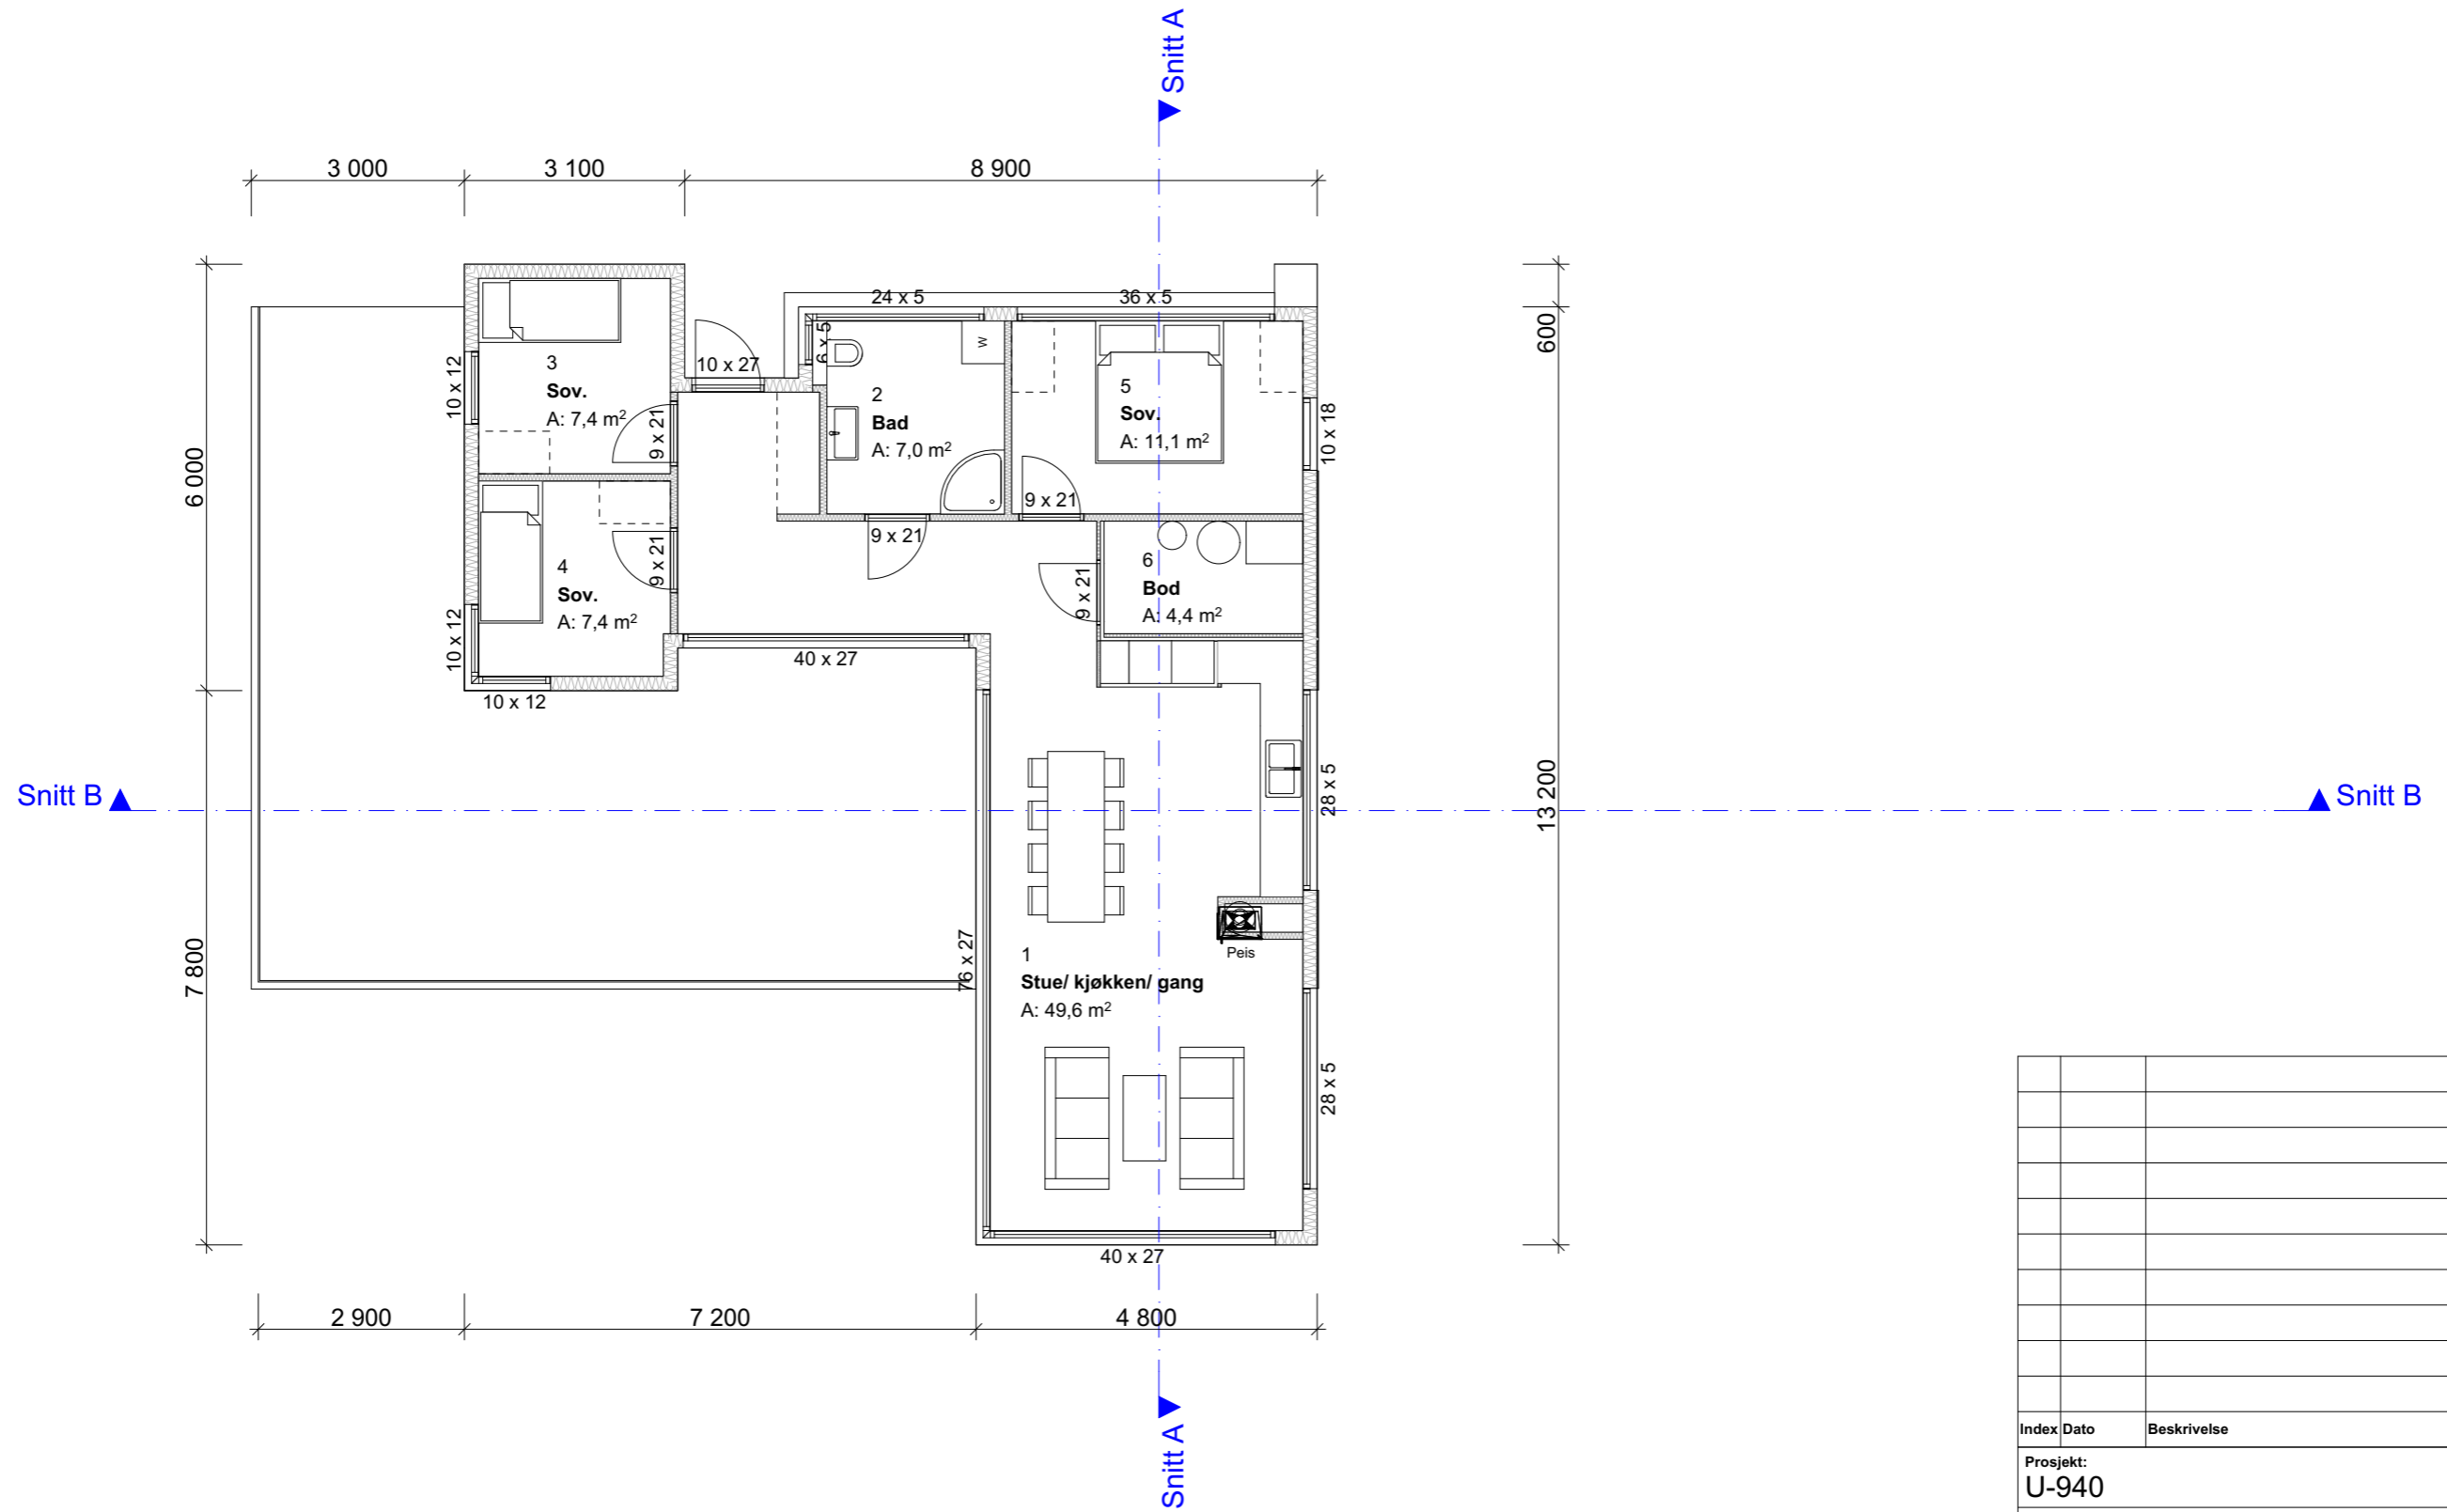 Snitt A
3 000
3 100
8 900
24 x 5
36 x 5
600
6 x 5
10 x 27
3
Sov.
A: 7,4 m²
10 x 12
9 x 21
2
Bad
A: 7,0 m²
W
5
Sov.
A: 11,1 m²
10 x 18
9 x 21
6 000
9 x 21
4
Sov.
A: 7,4 m²
9 x 21
10 x 12
10 x 12
6
Bod
A: 4,4 m²
9 x 21
40 x 27
Snitt B
28 x 5
13 200
Snitt B
7 800
76 x 27
Peis
1
Stue/ kjøkken/ gang
A: 49,6 m²
28 x 5
40 x 27
2 900
7 200
4 800
Snitt A
Index Dato Beskrivelse
Prosjekt:
U-940